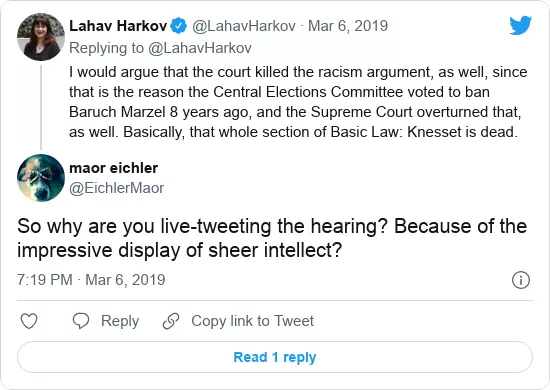 Lahav Harkov @LahavHarkov · Mar 6, 2019
Replying to @LahavHarkov
I would argue that the court killed the racism argument, as well, since
that is the reason the Central Elections Committee voted to ban
Baruch Marzel 8 years ago, and the Supreme Court overturned that,
as well. Basically, that whole section of Basic Law: Knesset is dead.
maor eichler
@EichlerMaor
So why are you live-tweeting the hearing? Because of the
impressive display of sheer intellect?
7:19 PM · Mar 6, 2019
Reply Copy link to Tweet
Read 1 reply